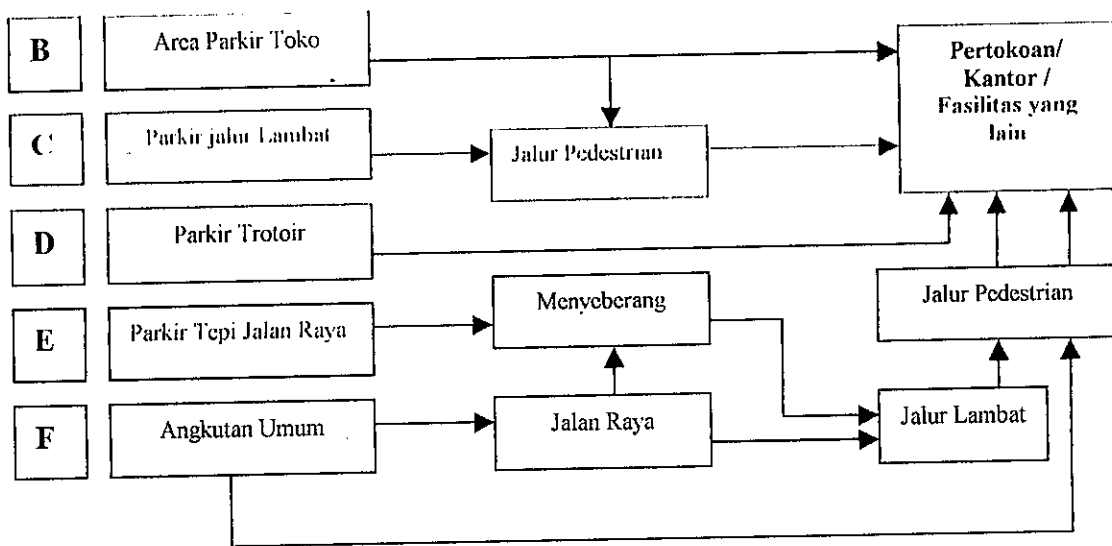 B
Area Parkir Toko
Pertokoan/
Kantor /
Fasilitas yang
lain
C
Parkir jalur Lambat
Jalur Pedestrian
D
Parkir Trotoir
E
Parkir Tepi Jalan Raya
Menyeberang
Jalur Pedestrian
F
Angkutan Umum
Jalan Raya
Jalur Lambat